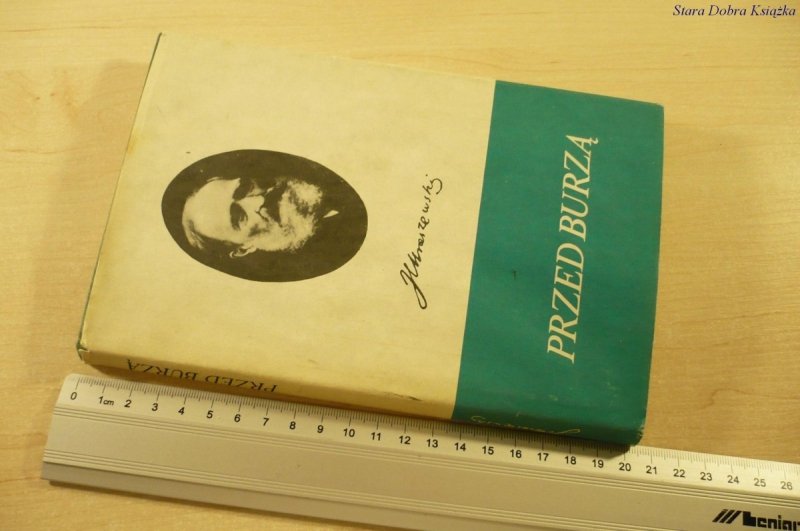 Stara Dobra Książka
JIKraszewski
PRZED BURZĄ
PRZED BURZĄ
0 1cm 2 3 4 5 6 7 8 9 10 11 12 13 14 15 16 17 18 19 20 21 22 23 24 25 26